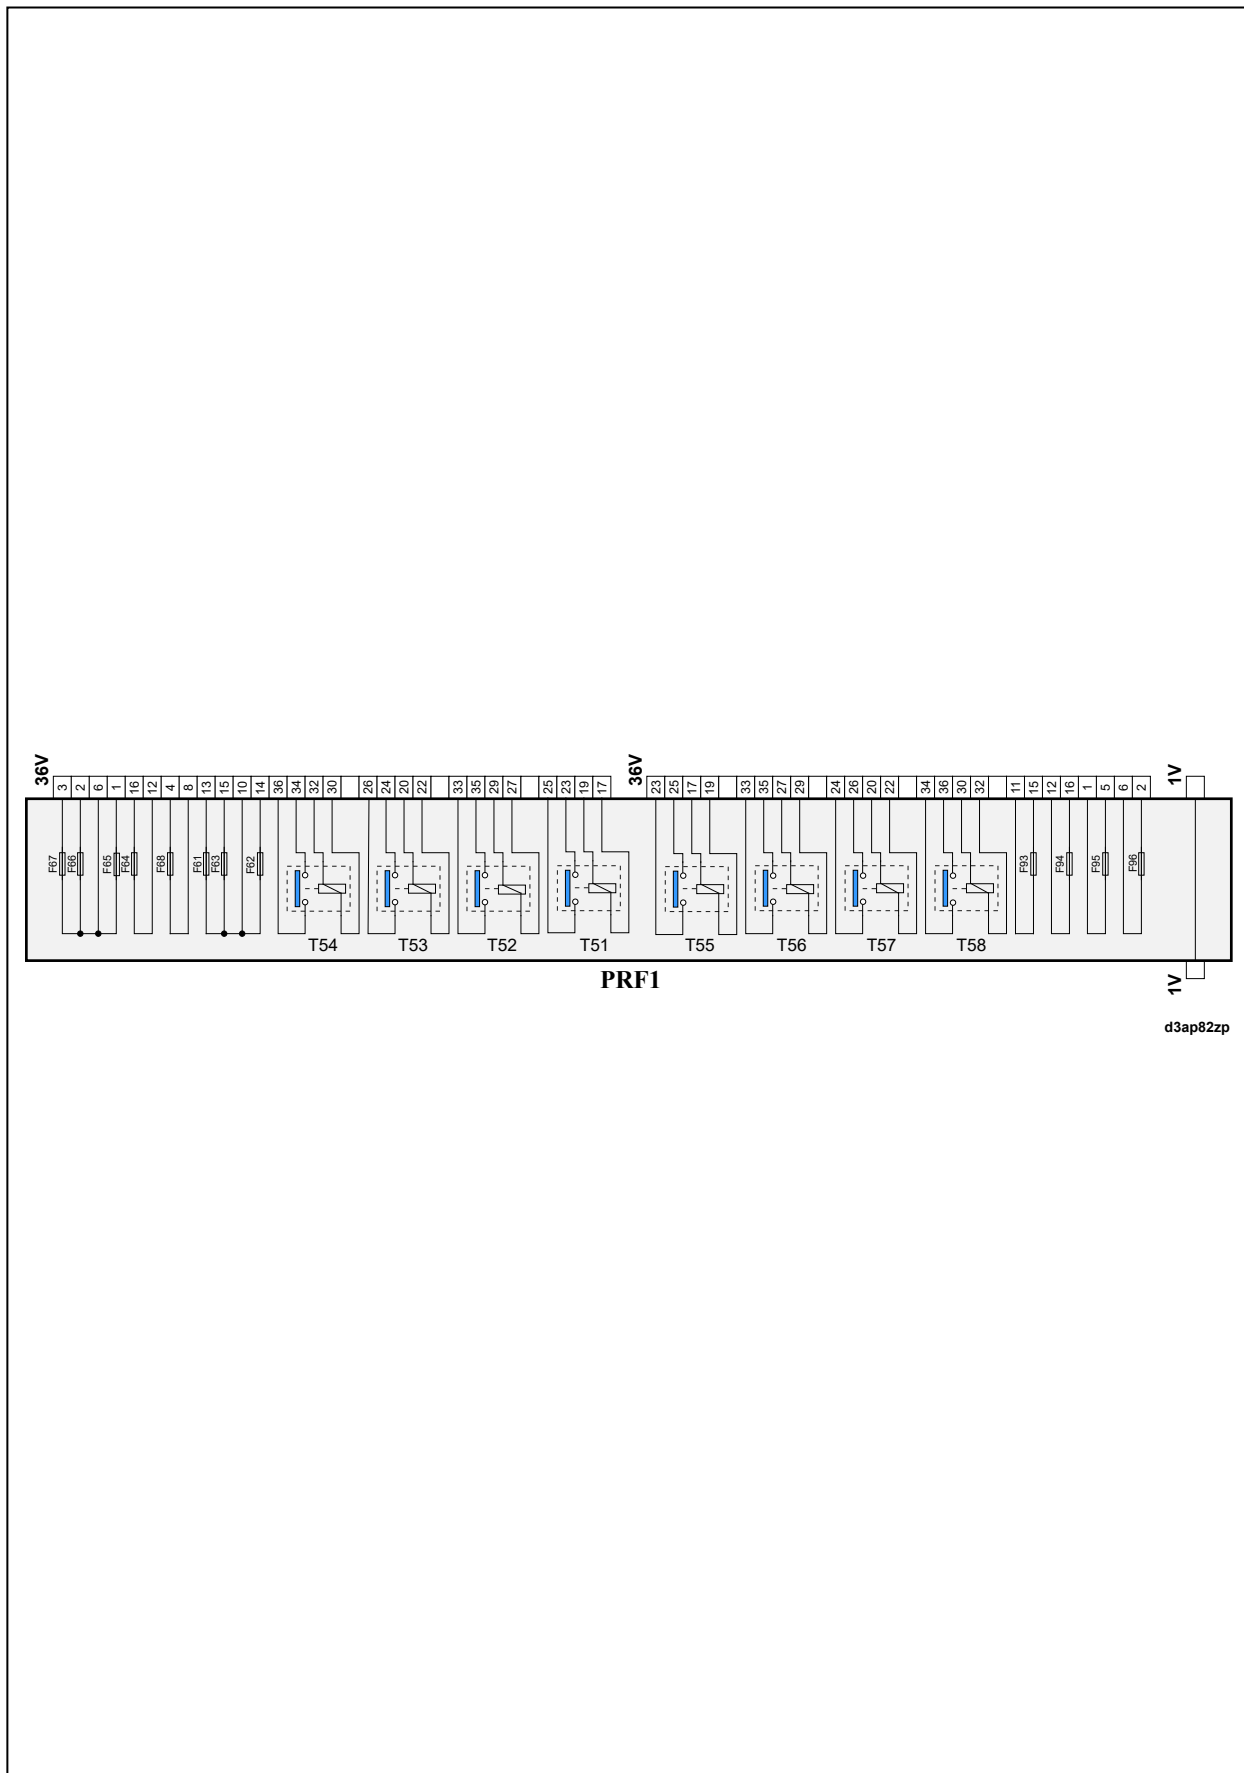 36V 36V 1V
3 2 6 1 16 12 4 8 13 15 10 14 36 34 32 30 26 24 20 22 33 35 29 27 25 23 19 17 23 25 17 19 33 35 27 29 24 26 20 22 34 36 30 32 11 15 12 16 1 5 6 2
F67 F66 F65 F64 F68 F61 F63 F62 F93 F94 F95 F96
T54 T53 T52 T51 T55 T56 T57 T58
PRF1 1V
d3ap82zp